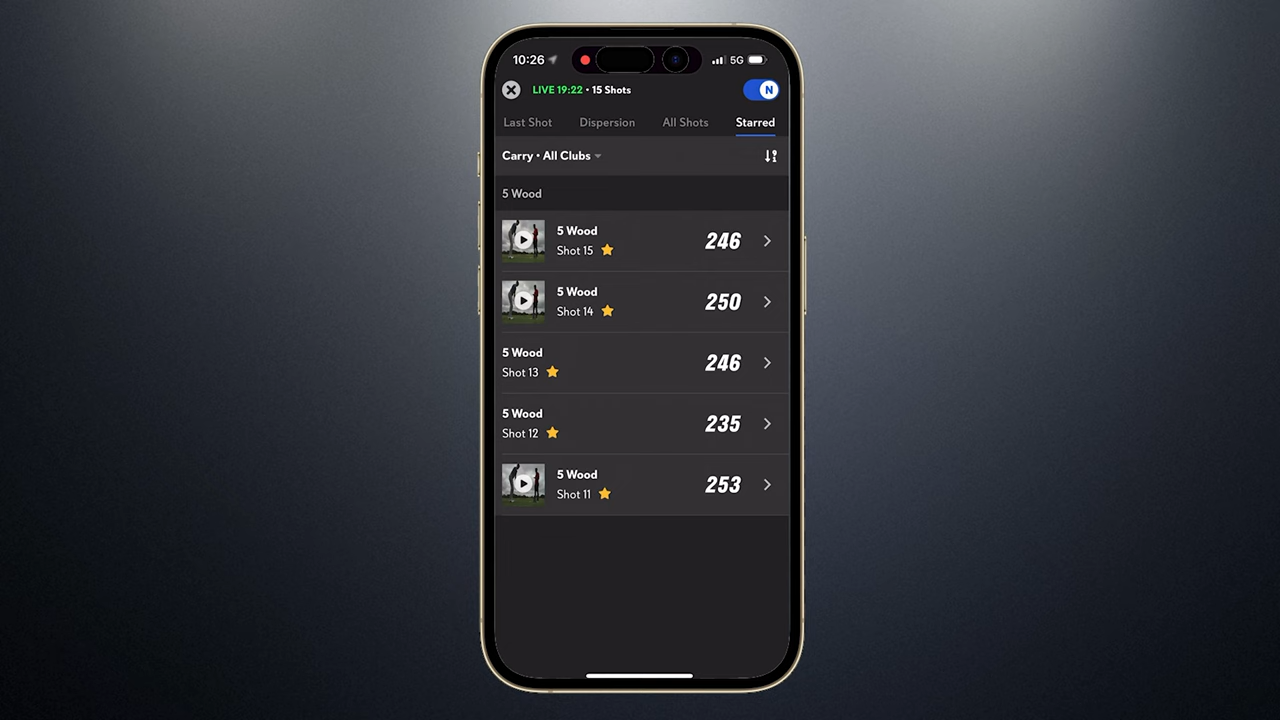 10:26 5G
LIVE 19:22 • 15 Shots N
Last Shot Dispersion All Shots Starred
Carry • All Clubs
5 Wood
5 Wood
Shot 15
246
5 Wood
Shot 14
250
5 Wood
Shot 13
246
5 Wood
Shot 12
235
5 Wood
Shot 11
253